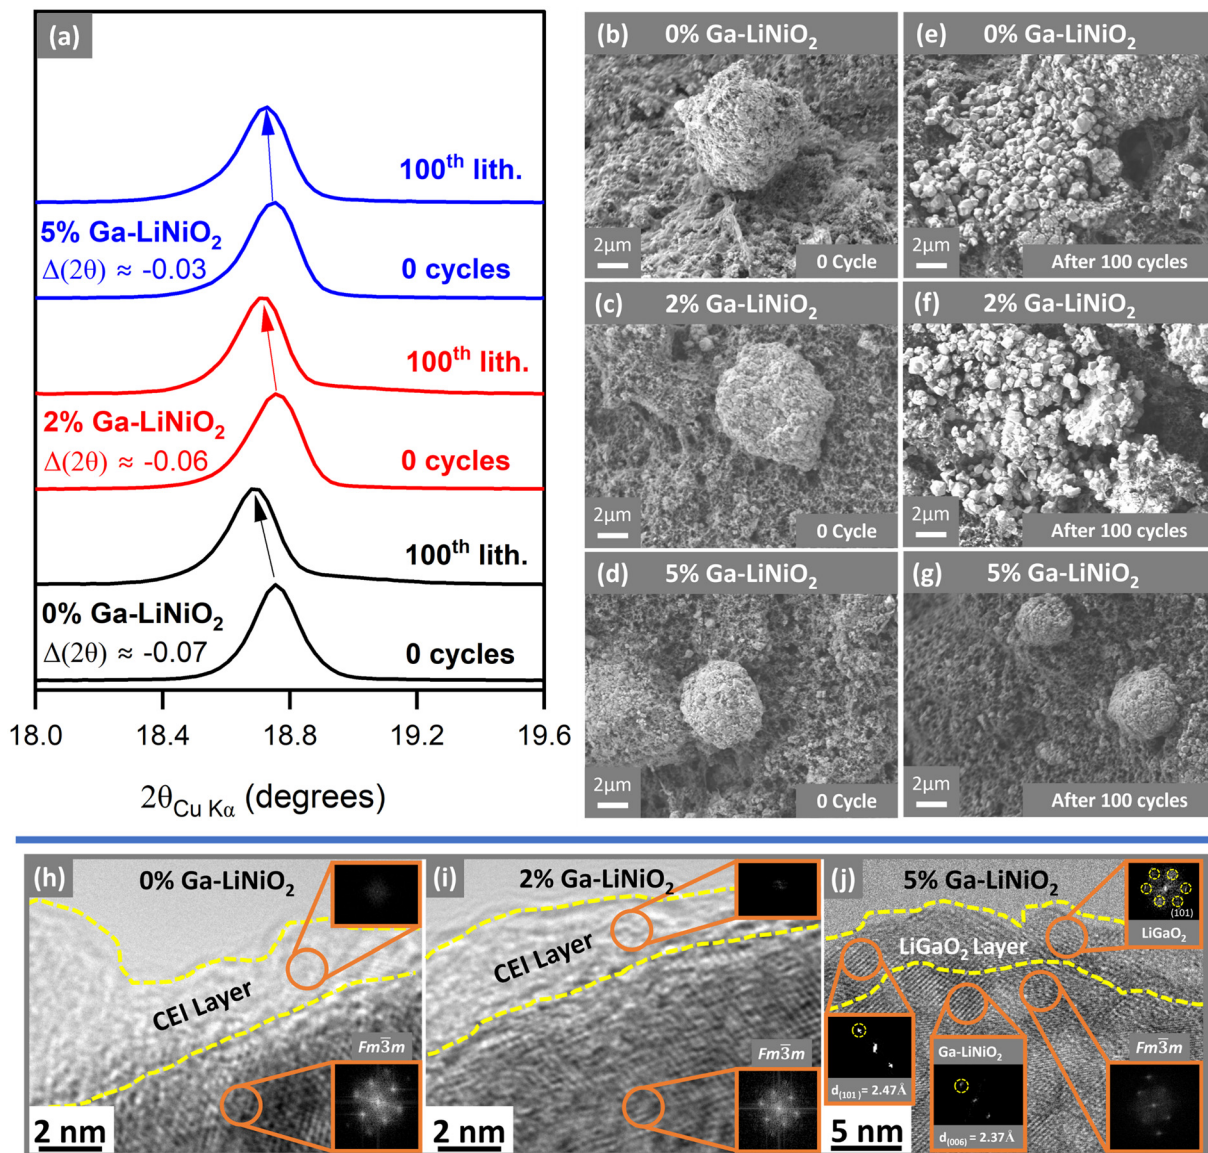 (a)
100th lith.
5% Ga-LiNiO2
Δ(2θ) ≈ -0.03
0 cycles
100th lith.
2% Ga-LiNiO2
Δ(2θ) ≈ -0.06
0 cycles
100th lith.
0% Ga-LiNiO2
Δ(2θ) ≈ -0.07
0 cycles
18.0 18.4 18.8 19.2 19.6
2θCu Kα (degrees)
(b) 0% Ga-LiNiO2
2μm
0 Cycle
(e) 0% Ga-LiNiO2
2μm
After 100 cycles
(c) 2% Ga-LiNiO2
2μm
0 Cycle
(f) 2% Ga-LiNiO2
2μm
After 100 cycles
(d) 5% Ga-LiNiO2
2μm
0 Cycle
(g) 5% Ga-LiNiO2
2μm
After 100 cycles
(h) 0% Ga-LiNiO2
CEI Layer
Fm3̅m
2 nm
(i) 2% Ga-LiNiO2
CEI Layer
Fm3̅m
2 nm
(j) 5% Ga-LiNiO2
(101)
LiGaO2
LiGaO2 Layer
d(101) = 2.47Å
Ga-LiNiO2
d(006) = 2.37Å
Fm3̅m
5 nm